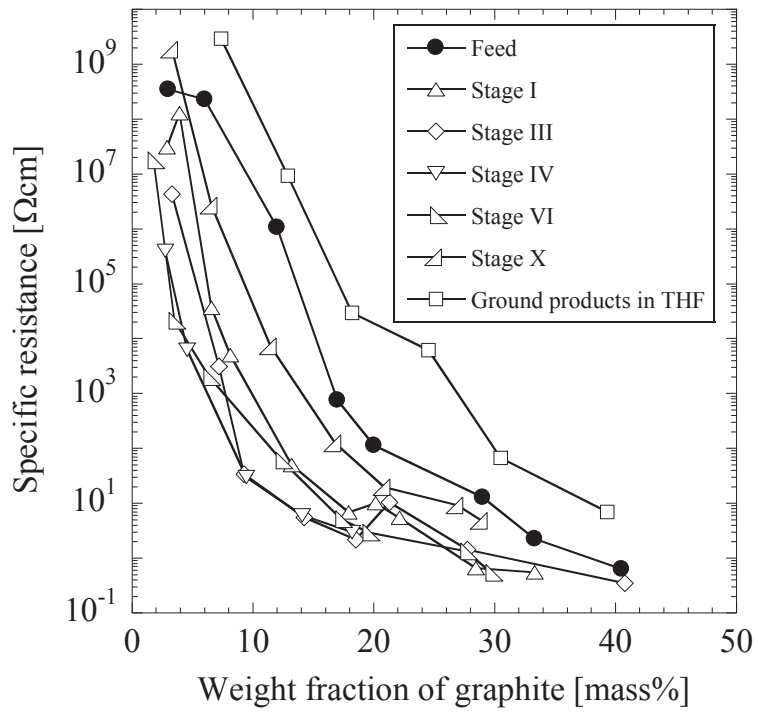 Specific resistance [Ωcm]
10^9
10^7
10^5
10^3
10^1
10^-1
Feed
Stage I
Stage III
Stage IV
Stage VI
Stage X
Ground products in THF
0 10 20 30 40 50
Weight fraction of graphite [mass%]